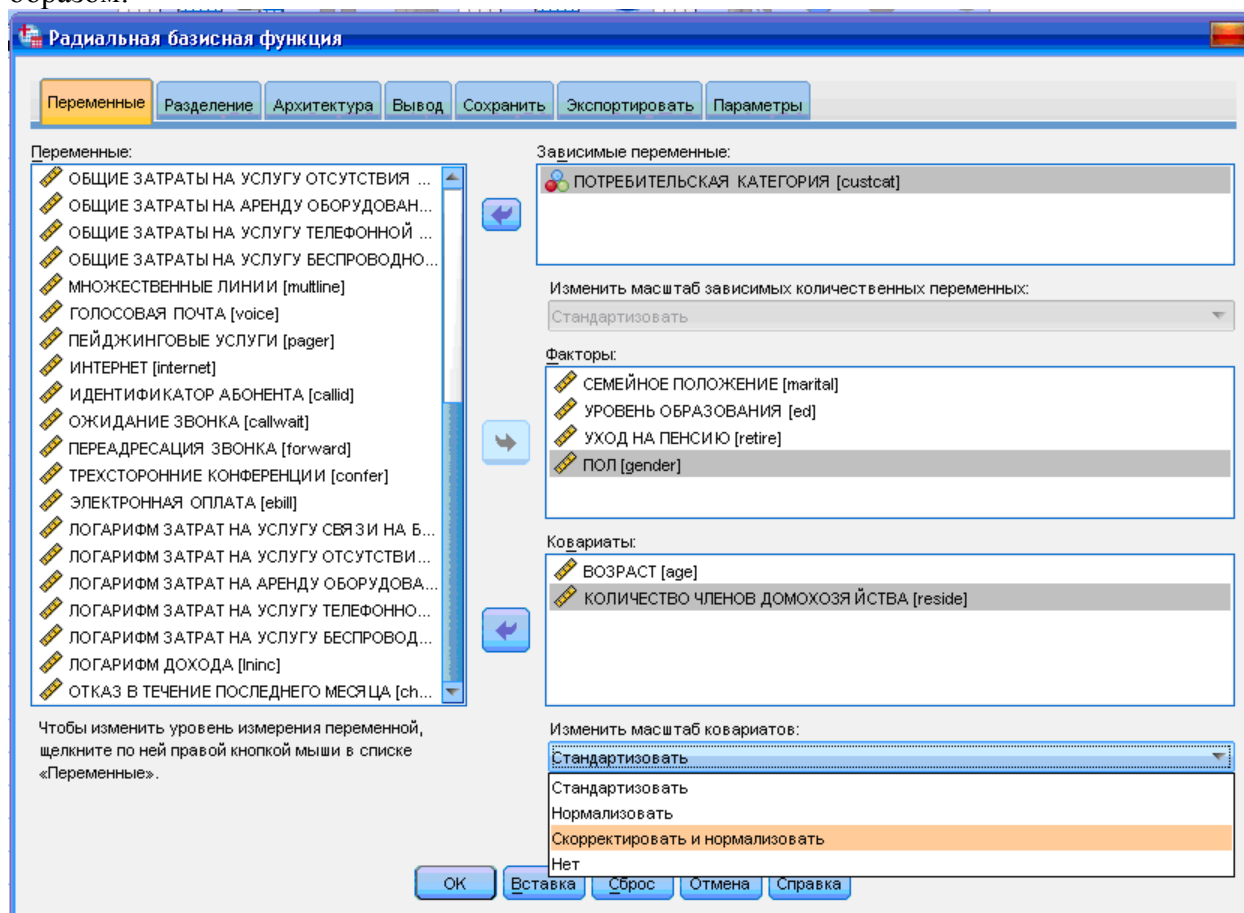 образом.
Радиальная базисная функция
Переменные Разделение Архитектура Вывод Сохранить Экспортировать Параметры
Переменные:
ОБЩИЕ ЗАТРАТЫ НА УСЛУГУ ОТСУТСТВИЯ ...
ОБЩИЕ ЗАТРАТЫ НА АРЕНДУ ОБОРУДОВАН...
ОБЩИЕ ЗАТРАТЫ НА УСЛУГУ ТЕЛЕФОННОЙ ...
ОБЩИЕ ЗАТРАТЫ НА УСЛУГУ БЕСПРОВОДНО...
МНОЖЕСТВЕННЫЕ ЛИНИИ [multline]
ГОЛОСОВАЯ ПОЧТА [voice]
ПЕЙДЖИНГОВЫЕ УСЛУГИ [pager]
ИНТЕРНЕТ [internet]
ИДЕНТИФИКАТОР АБОНЕНТА [callid]
ОЖИДАНИЕ ЗВОНКА [callwait]
ПЕРЕАДРЕСАЦИЯ ЗВОНКА [forward]
ТРЕХСТОРОННИЕ КОНФЕРЕНЦИИ [confer]
ЭЛЕКТРОННАЯ ОПЛАТА [ebill]
ЛОГАРИФМ ЗАТРАТ НА УСЛУГУ СВЯЗИ НА Б...
ЛОГАРИФМ ЗАТРАТ НА УСЛУГУ ОТСУТСТВИ...
ЛОГАРИФМ ЗАТРАТ НА АРЕНДУ ОБОРУДОВА...
ЛОГАРИФМ ЗАТРАТ НА УСЛУГУ ТЕЛЕФОННО...
ЛОГАРИФМ ЗАТРАТ НА УСЛУГУ БЕСПРОВОД...
ЛОГАРИФМ ДОХОДА [lninc]
ОТКАЗ В ТЕЧЕНИЕ ПОСЛЕДНЕГО МЕСЯЦА [ch...
Чтобы изменить уровень измерения переменной,
щелкните по ней правой кнопкой мыши в списке
«Переменные».
Зависимые переменные:
ПОТРЕБИТЕЛЬСКАЯ КАТЕГОРИЯ [custcat]
Изменить масштаб зависимых количественных переменных:
Стандартизовать
Факторы:
СЕМЕЙНОЕ ПОЛОЖЕНИЕ [marital]
УРОВЕНЬ ОБРАЗОВАНИЯ [ed]
УХОД НА ПЕНСИЮ [retire]
ПОЛ [gender]
Ковариаты:
ВОЗРАСТ [age]
КОЛИЧЕСТВО ЧЛЕНОВ ДОМОХОЗЯЙСТВА [reside]
Изменить масштаб ковариатов:
Стандартизовать
Стандартизовать
Нормализовать
Скорректировать и нормализовать
Нет
ОК Вставка Сброс Отмена Справка